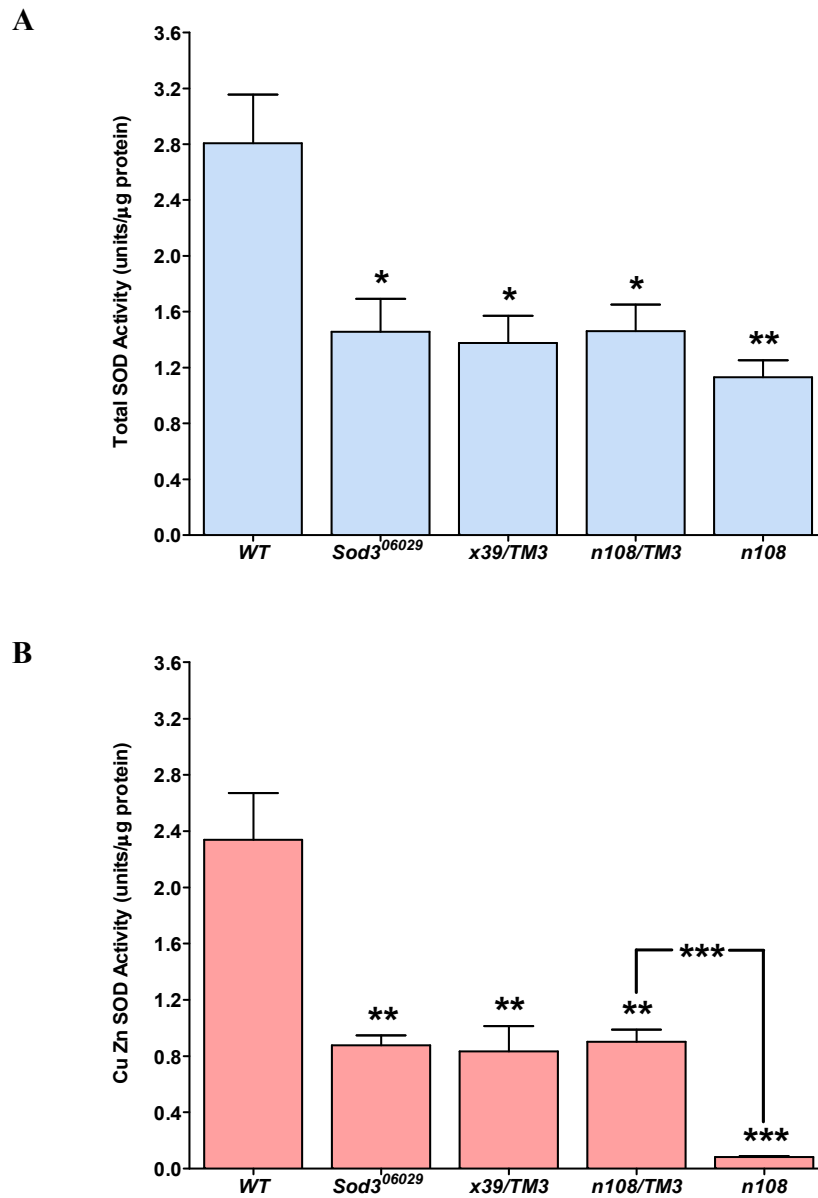 A
Total SOD Activity (units/μg protein)
3.6
3.2
2.8
2.4
2.0
1.6
1.2
0.8
0.4
0.0
*
*
*
**
WT
Sod3⁰⁶⁰²⁹
x39/TM3
n108/TM3
n108
B
Cu Zn SOD Activity (units/μg protein)
3.6
3.2
2.8
2.4
2.0
1.6
1.2
0.8
0.4
0.0
***
**
**
**
***
WT
Sod3⁰⁶⁰²⁹
x39/TM3
n108/TM3
n108